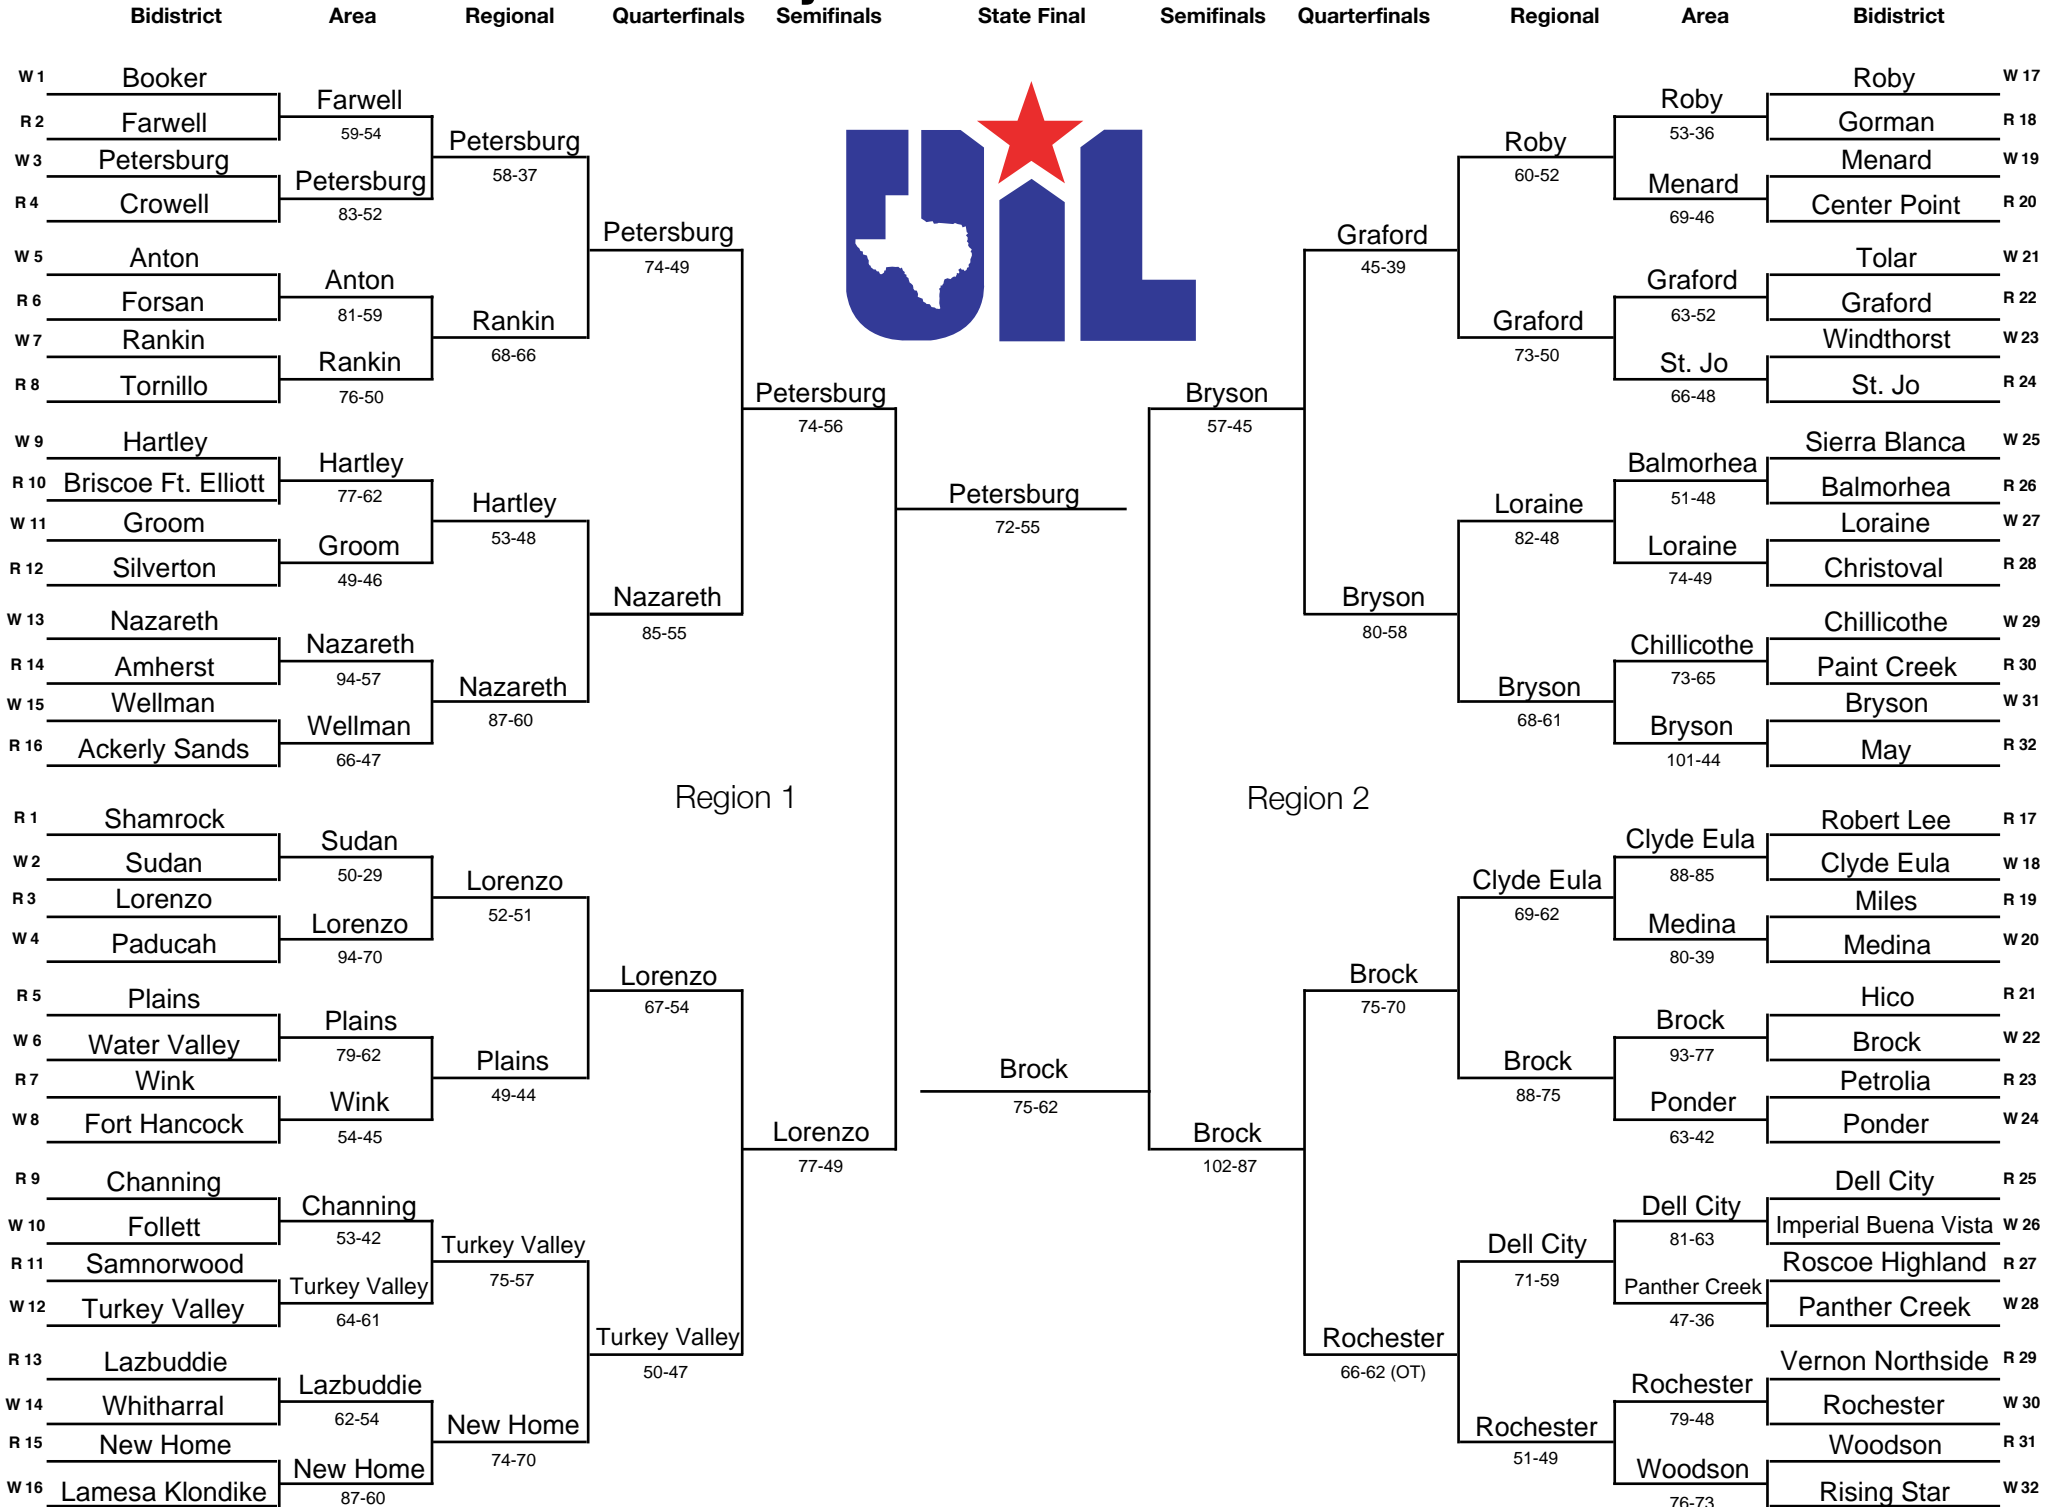 Bidistrict Area Regional Quarterfinals Semifinals State Final Semifinals Quarterfinals Regional Area Bidistrict
W 1 Booker
R 2 Farwell
W 3 Petersburg
R 4 Crowell
W 5 Anton
R 6 Forsan
W 7 Rankin
R 8 Tornillo
W 9 Hartley
R 10 Briscoe Ft. Elliott
W 11 Groom
R 12 Silverton
W 13 Nazareth
R 14 Amherst
W 15 Wellman
R 16 Ackerly Sands
R 1 Shamrock
W 2 Sudan
R 3 Lorenzo
W 4 Paducah
R 5 Plains
W 6 Water Valley
R 7 Wink
W 8 Fort Hancock
R 9 Channing
W 10 Follett
R 11 Samnorwood
W 12 Turkey Valley
R 13 Lazbuddie
W 14 Whitharral
R 15 New Home
W 16 Lamesa Klondike
Farwell
59-54
Petersburg
83-52
Anton
81-59
Rankin
76-50
Hartley
77-62
Groom
49-46
Nazareth
94-57
Wellman
66-47
Sudan
50-29
Lorenzo
94-70
Plains
79-62
Wink
54-45
Channing
53-42
Turkey Valley
64-61
Lazbuddie
62-54
New Home
87-60
Petersburg
58-37
Rankin
68-66
Hartley
53-48
Nazareth
87-60
Lorenzo
52-51
Plains
49-44
Turkey Valley
75-57
New Home
74-70
Petersburg
74-49
Nazareth
85-55
Lorenzo
67-54
Turkey Valley
50-47
Region 1
Petersburg
74-56
Lorenzo
77-49
UIL
Petersburg
72-55
Brock
75-62
Bryson
57-45
Brock
102-87
Region 2
Graford
45-39
Bryson
80-58
Brock
75-70
Rochester
66-62 (OT)
Roby
60-52
Graford
73-50
Loraine
82-48
Bryson
68-61
Clyde Eula
69-62
Brock
88-75
Dell City
71-59
Rochester
51-49
Roby
53-36
Menard
69-46
Graford
63-52
St. Jo
66-48
Balmorhea
51-48
Loraine
74-49
Chillicothe
73-65
Bryson
101-44
Clyde Eula
88-85
Medina
80-39
Brock
93-77
Ponder
63-42
Dell City
81-63
Panther Creek
47-36
Rochester
79-48
Woodson
76-73
Roby W 17
Gorman R 18
Menard W 19
Center Point R 20
Tolar W 21
Graford R 22
Windthorst W 23
St. Jo R 24
Sierra Blanca W 25
Balmorhea R 26
Loraine W 27
Christoval R 28
Chillicothe W 29
Paint Creek R 30
Bryson W 31
May R 32
Robert Lee R 17
Clyde Eula W 18
Miles R 19
Medina W 20
Hico R 21
Brock W 22
Petrolia R 23
Ponder W 24
Dell City R 25
Imperial Buena Vista W 26
Roscoe Highland R 27
Panther Creek W 28
Vernon Northside R 29
Rochester W 30
Woodson R 31
Rising Star W 32